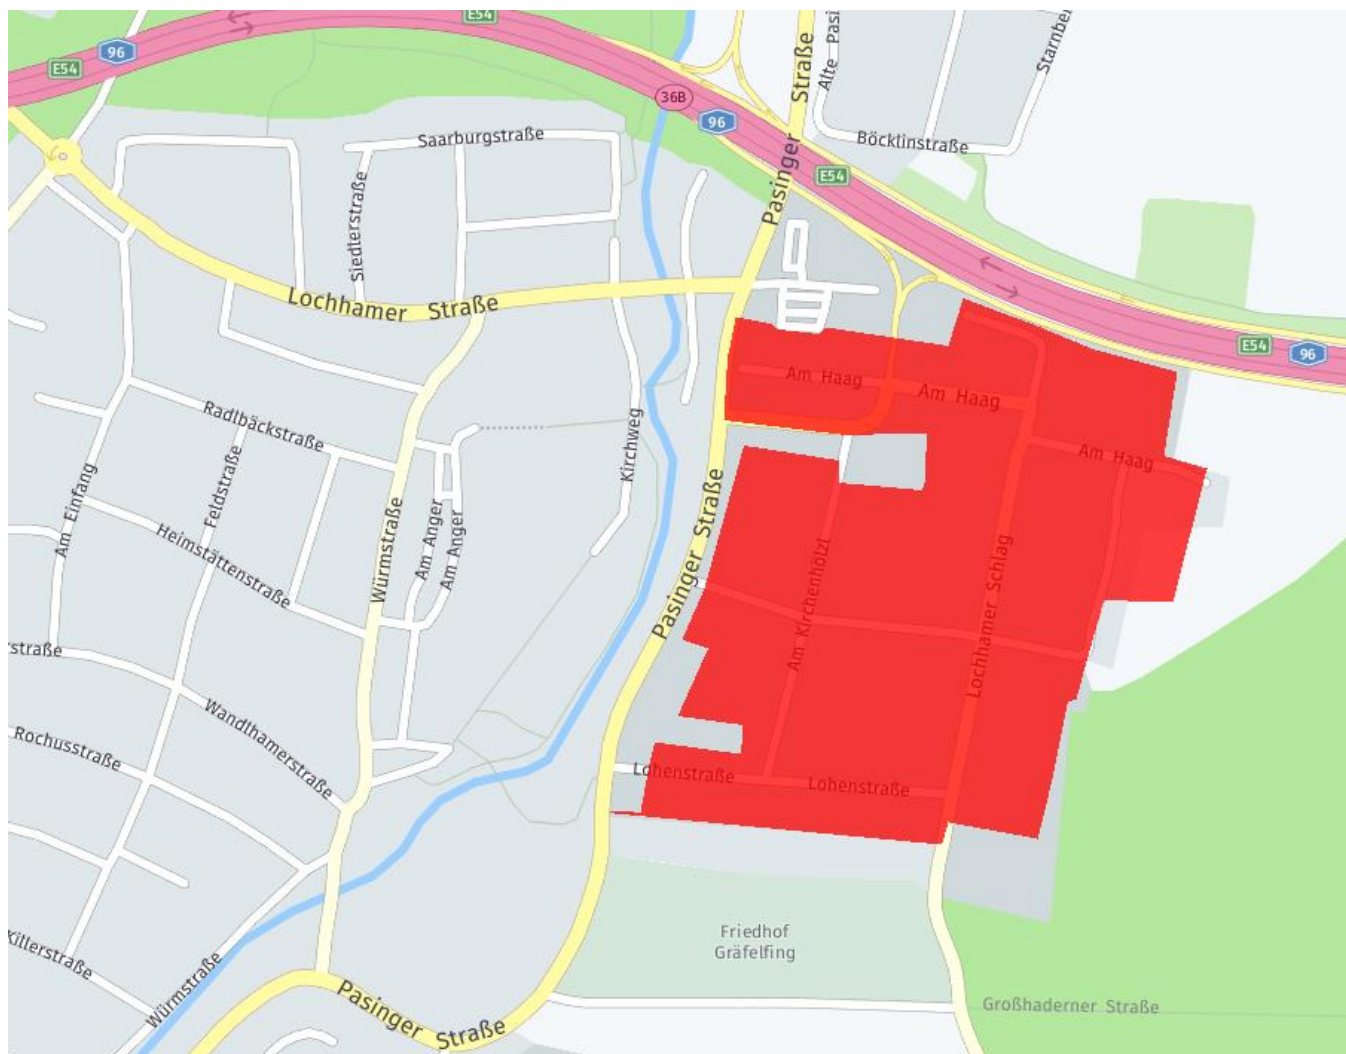 E54
96
E54
Straße
Alte Pasi
Starnber
36B
96
Saarburgstraße
Böcklinstraße
E54
Pasinger
Siedlerstraße
Lochhamer Straße
E54
96
Am Haag
Am Haag
Radlbäckstraße
Kirchweg
Am Haag
Feldstraße
Am Einfang
Würmstraße
Am Anger
Am Anger
Pasinger Straße
Heimstättenstraße
Am Kirchenhölzl
Lochhamer Schlag
rstraße
Wandlhamerstraße
Rochusstraße
Lohenstraße
Lohenstraße
Friedhof
Gräfelfing
Killerstraße
Würmstraße
Pasinger Straße
Großhaderner Straße